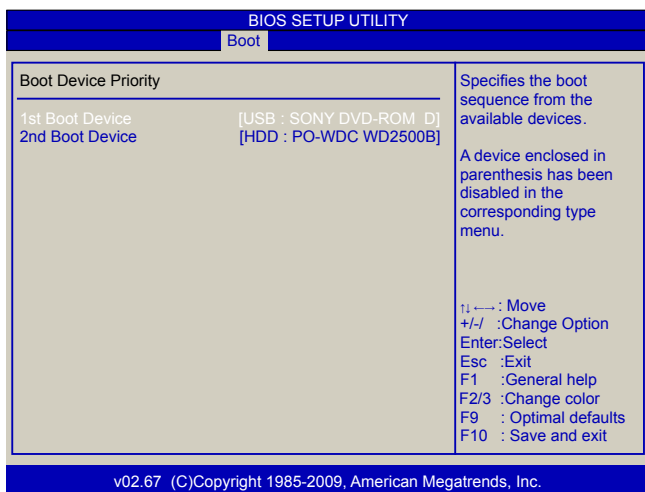 BIOS SETUP UTILITY
Boot
Boot Device Priority
1st Boot Device [USB : SONY DVD-ROM D]
2nd Boot Device [HDD : PO-WDC WD2500B]
Specifies the boot
sequence from the
available devices.
A device enclosed in
parenthesis has been
disabled in the
corresponding type
menu.
↑↓ ←→ : Move
+/-/ :Change Option
Enter:Select
Esc :Exit
F1 :General help
F2/3 :Change color
F9 : Optimal defaults
F10 : Save and exit
v02.67 (C)Copyright 1985-2009, American Megatrends, Inc.